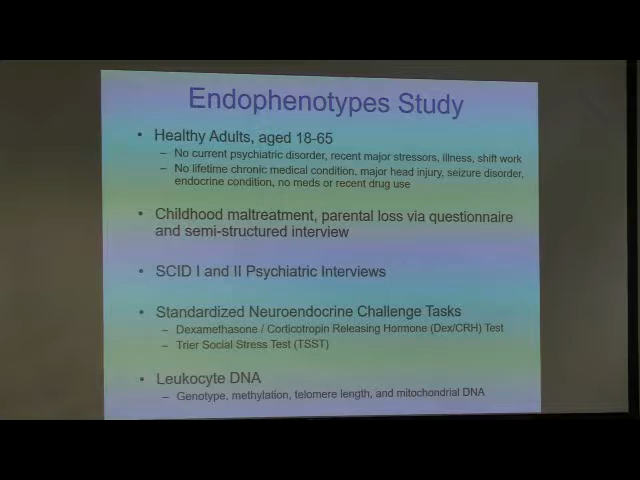 Endophenotypes Study
• Healthy Adults, aged 18-65
– No current psychiatric disorder, recent major stressors, illness, shift work
– No lifetime chronic medical condition, major head injury, seizure disorder,
endocrine condition, no meds or recent drug use
• Childhood maltreatment, parental loss via questionnaire
and semi-structured interview
• SCID I and II Psychiatric Interviews
• Standardized Neuroendocrine Challenge Tasks
– Dexamethasone / Corticotropin Releasing Hormone (Dex/CRH) Test
– Trier Social Stress Test (TSST)
• Leukocyte DNA
– Genotype, methylation, telomere length, and mitochondrial DNA